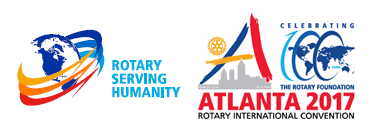 ROTARY
SERVING
HUMANITY
CELEBRATING
100
THE ROTARY FOUNDATION
ATLANTA 2017
ROTARY INTERNATIONAL CONVENTION